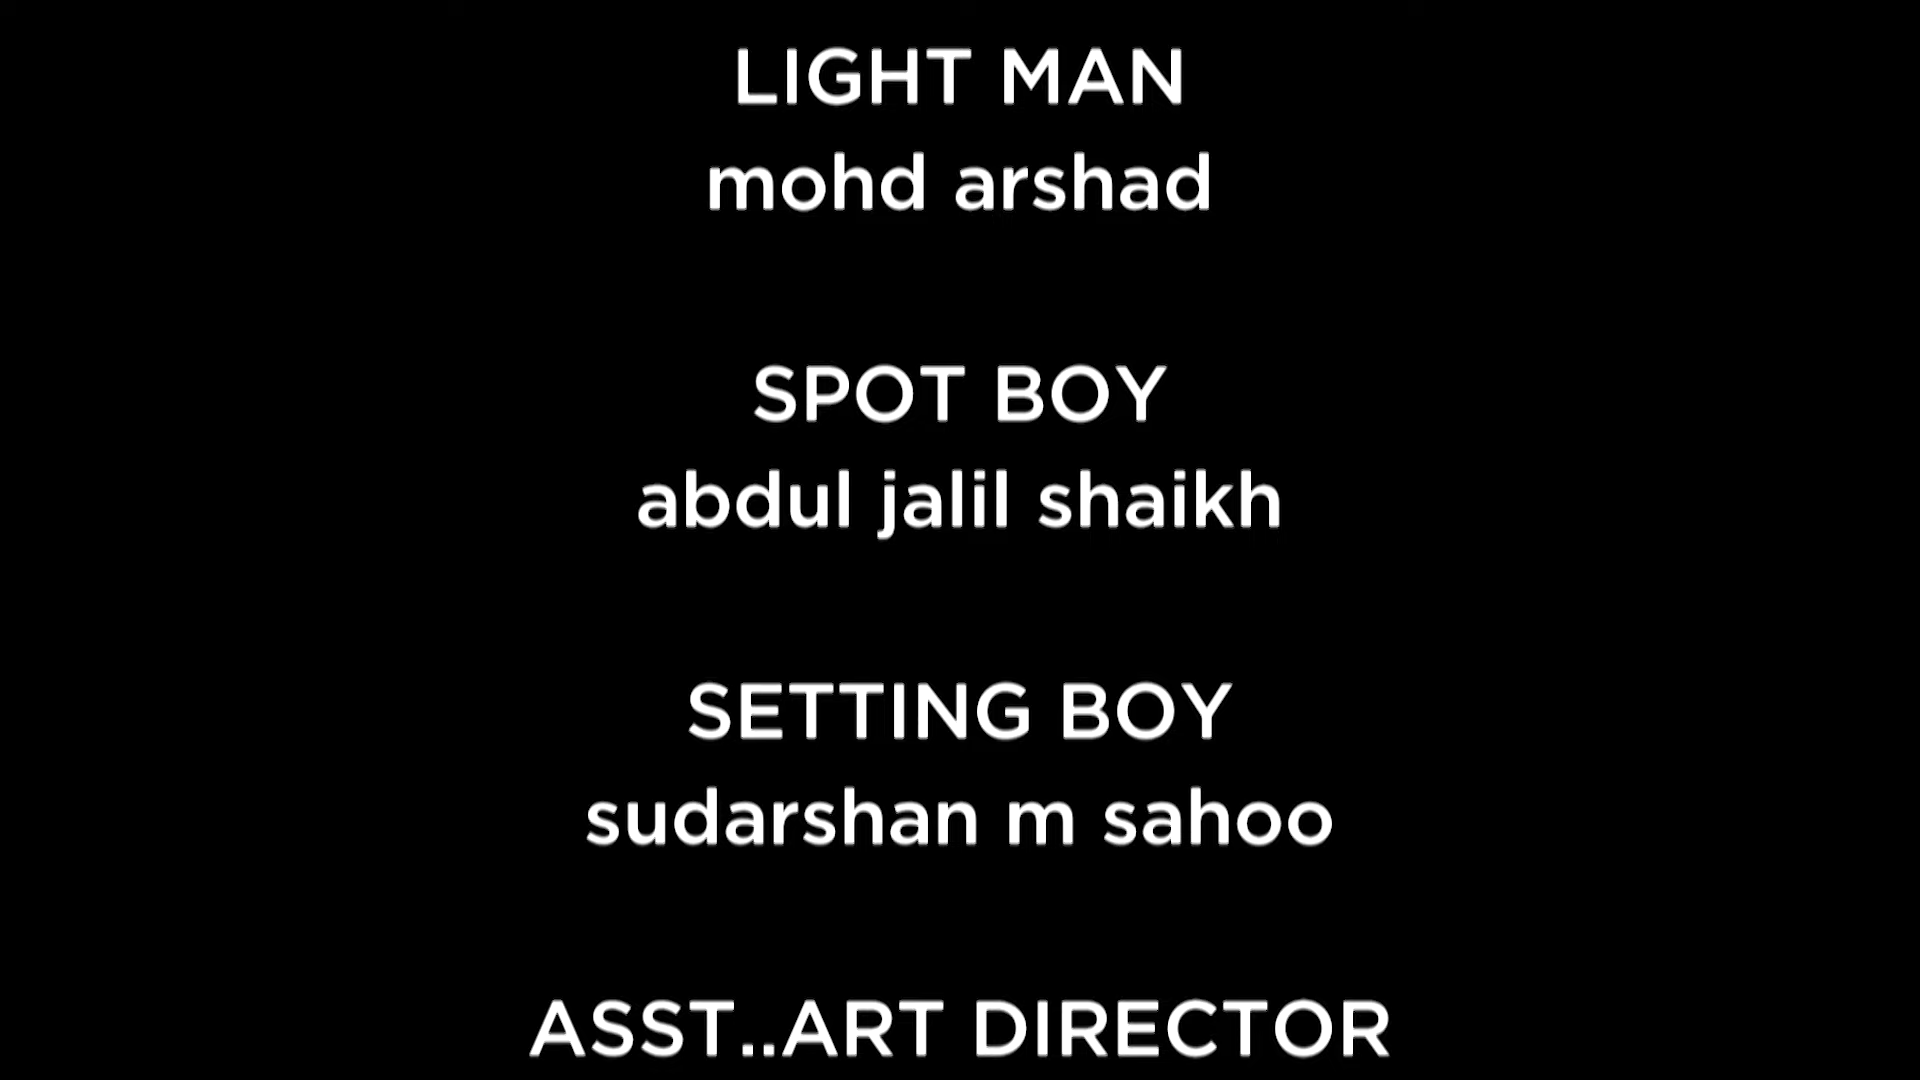 LIGHT MAN
mohd arshad
SPOT BOY
abdul jalil shaikh
SETTING BOY
sudarshan m sahoo
ASST..ART DIRECTOR